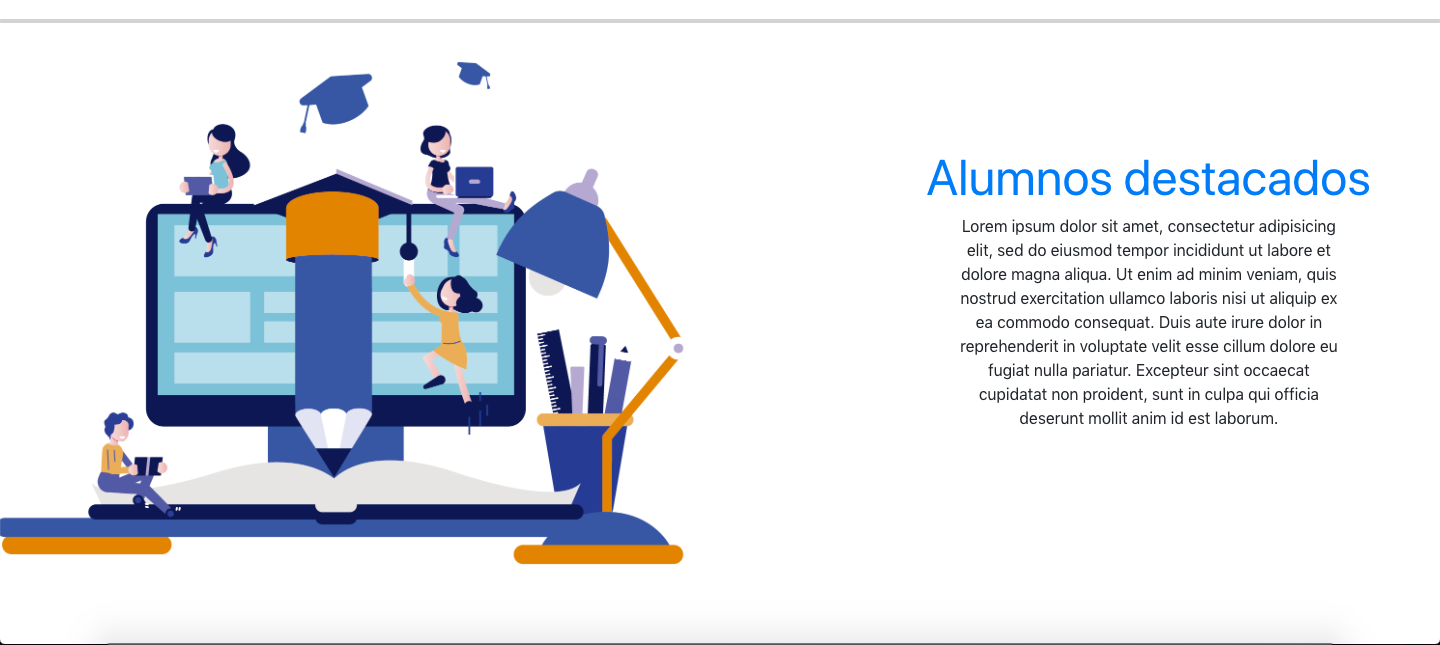 Alumnos destacados
Lorem ipsum dolor sit amet, consectetur adipisicing
elit, sed do eiusmod tempor incididunt ut labore et
dolore magna aliqua. Ut enim ad minim veniam, quis
nostrud exercitation ullamco laboris nisi ut aliquip ex
ea commodo consequat. Duis aute irure dolor in
reprehenderit in voluptate velit esse cillum dolore eu
fugiat nulla pariatur. Excepteur sint occaecat
cupidatat non proident, sunt in culpa qui officia
deserunt mollit anim id est laborum.